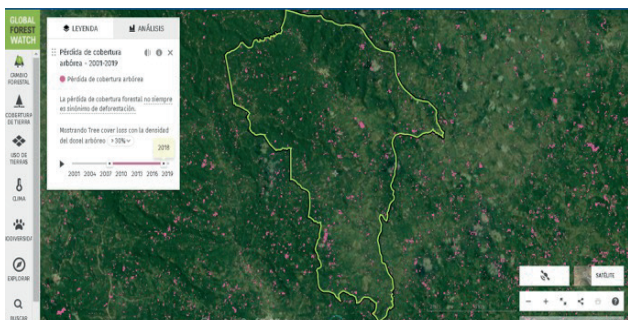 GLOBAL
FOREST
WATCH
CAMBIO
FORESTAL
COBERTURA
DE TIERRA
USO DE
TIERRAS
CLIMA
BIODIVERSIDAD
EXPLORAR
BUSCAR
LEYENDA
ANÁLISIS
Pérdida de cobertura
arbórea - 2001-2019
Pérdida de cobertura arbórea
La pérdida de cobertura forestal no siempre
es sinónimo de deforestación.
Mostrando Tree cover loss con la densidad
del dosel arbóreo >30%
2018
2001 2004 2007 2010 2013 2016 2019
SATÉLITE